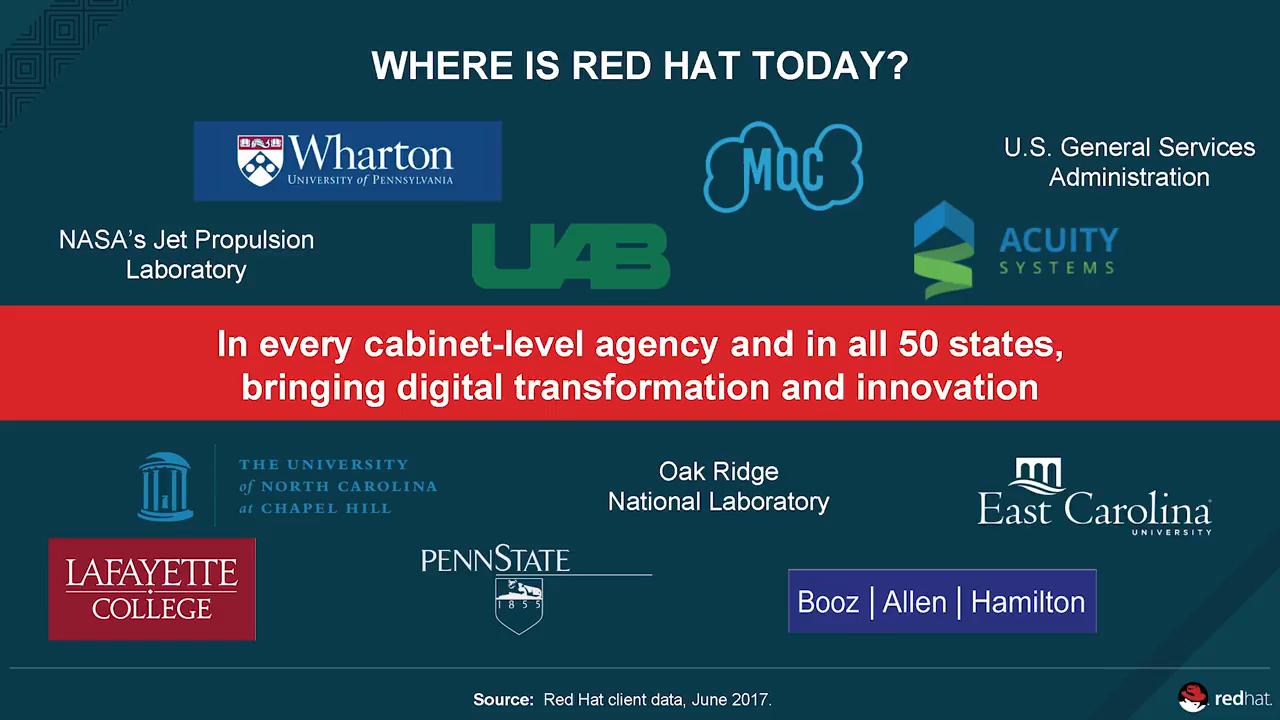 WHERE IS RED HAT TODAY?
Wharton
UNIVERSITY of PENNSYLVANIA
MOC
U.S. General Services
Administration
NASA’s Jet Propulsion
Laboratory
UAB
ACUITY
SYSTEMS
In every cabinet-level agency and in all 50 states,
bringing digital transformation and innovation
THE UNIVERSITY
of NORTH CAROLINA
at CHAPEL HILL
Oak Ridge
National Laboratory
EAST CAROLINA
UNIVERSITY
LAFAYETTE
COLLEGE
PENNSTATE
1855
Booz | Allen | Hamilton
Source: Red Hat client data, June 2017.
redhat.